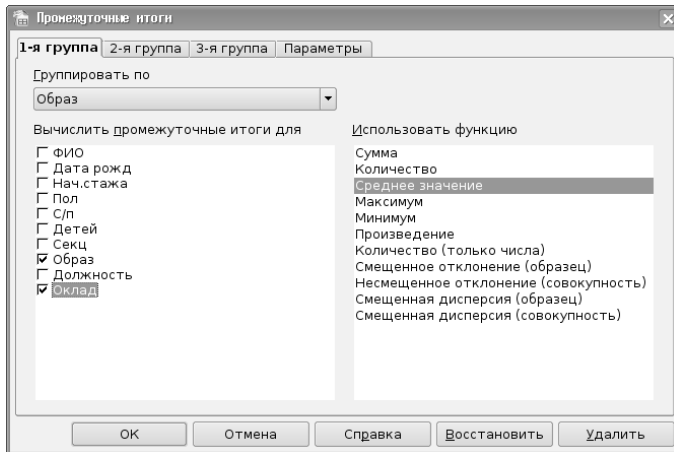 Промежуточные итоги
1-я группа 2-я группа 3-я группа Параметры
Группировать по
Образ
Вычислить промежуточные итоги для
ФИО
Дата рожд
Нач.стажа
Пол
С/п
Детей
Секц
Образ
Должность
Оклад
Использовать функцию
Сумма
Количество
Среднее значение
Максимум
Минимум
Произведение
Количество (только числа)
Смещенное отклонение (образец)
Несмещенное отклонение (совокупность)
Смещенная дисперсия (образец)
Смещенная дисперсия (совокупность)
ОК Отмена Справка Восстановить Удалить